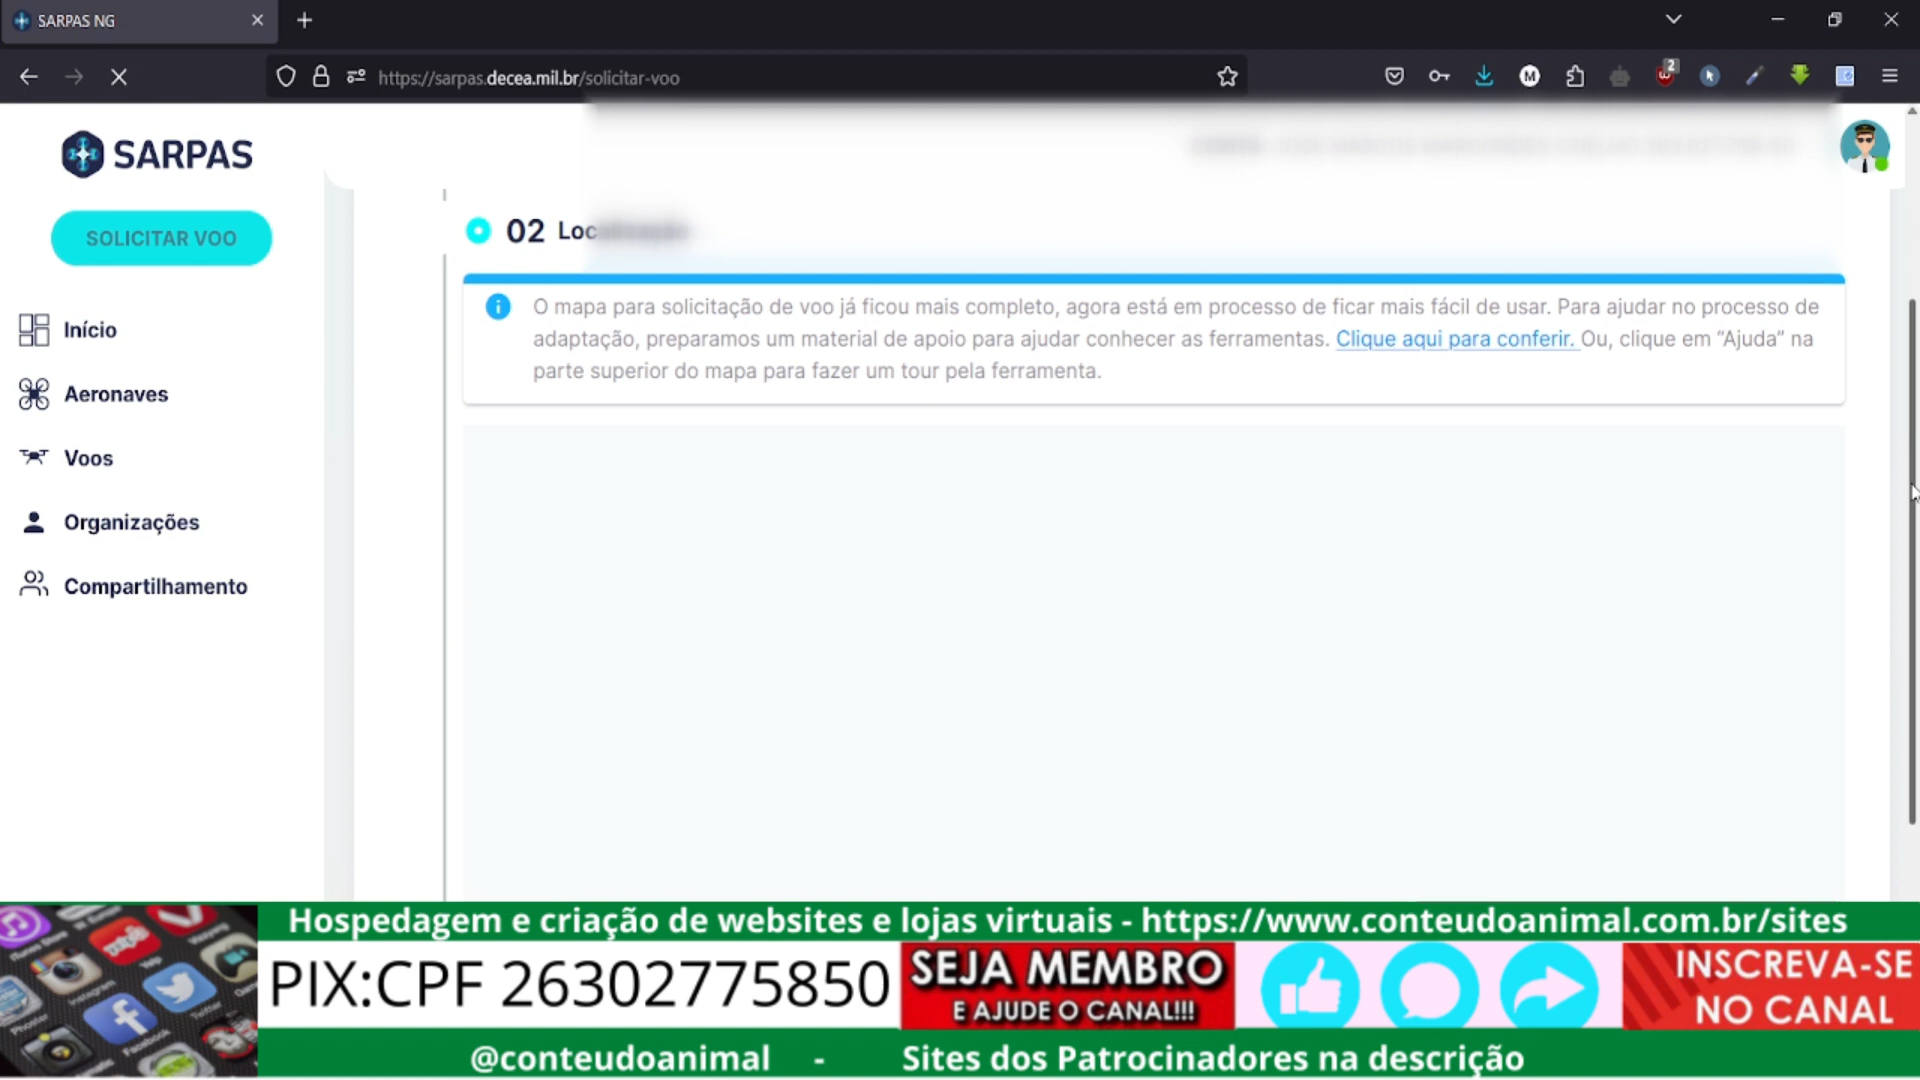 SARPAS NG
https://sarpas.decea.mil.br/solicitar-voo
2
M
SARPAS
SOLICITAR VOO
Início
Aeronaves
Voos
Organizações
Compartilhamento
02 Localização
O mapa para solicitação de voo já ficou mais completo, agora está em processo de ficar mais fácil de usar. Para ajudar no processo de
adaptação, preparamos um material de apoio para ajudar conhecer as ferramentas. Clique aqui para conferir. Ou, clique em “Ajuda” na
parte superior do mapa para fazer um tour pela ferramenta.
Hospedagem e criação de websites e lojas virtuais - https://www.conteudoanimal.com.br/sites
PIX:CPF 26302775850
SEJA MEMBRO
E AJUDE O CANAL!!!
INSCREVA-SE
NO CANAL
@conteudoanimal - Sites dos Patrocinadores na descrição